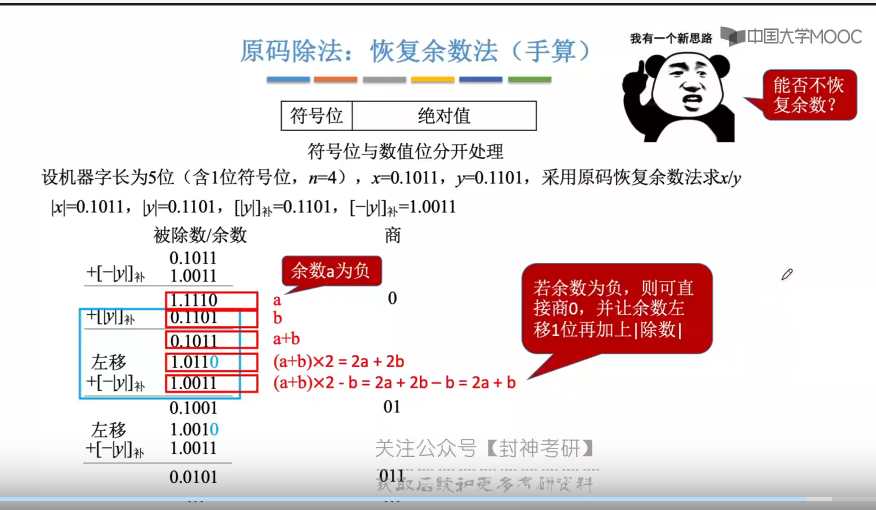 我有一个新思路
中国大学MOOC
原码除法：恢复余数法（手算）
能否不恢
复余数？
符号位 绝对值
符号位与数值位分开处理
设机器字长为5位（含1位符号位，n=4），x=0.1011，y=0.1101，采用原码恢复余数法求x/y
|x|=0.1011，|y|=0.1101，[|y|]补=0.1101，[−|y|]补=1.0011
被除数/余数 商
0.1011
+[−|y|]补 1.0011
余数a为负
1.1110 a 0
+[|y|]补 0.1101 b
0.1011 a+b
左移 1.0110 (a+b)×2 = 2a + 2b
+[−|y|]补 1.0011 (a+b)×2 - b = 2a + 2b – b = 2a + b
若余数为负，则可直
接商0，并让余数左
移1位再加上|除数|
0.1001 01
左移 1.0010
+[−|y|]补 1.0011
关注公众号【封神考研】
0.0101 011
获取后续和更多考研资料
... ...